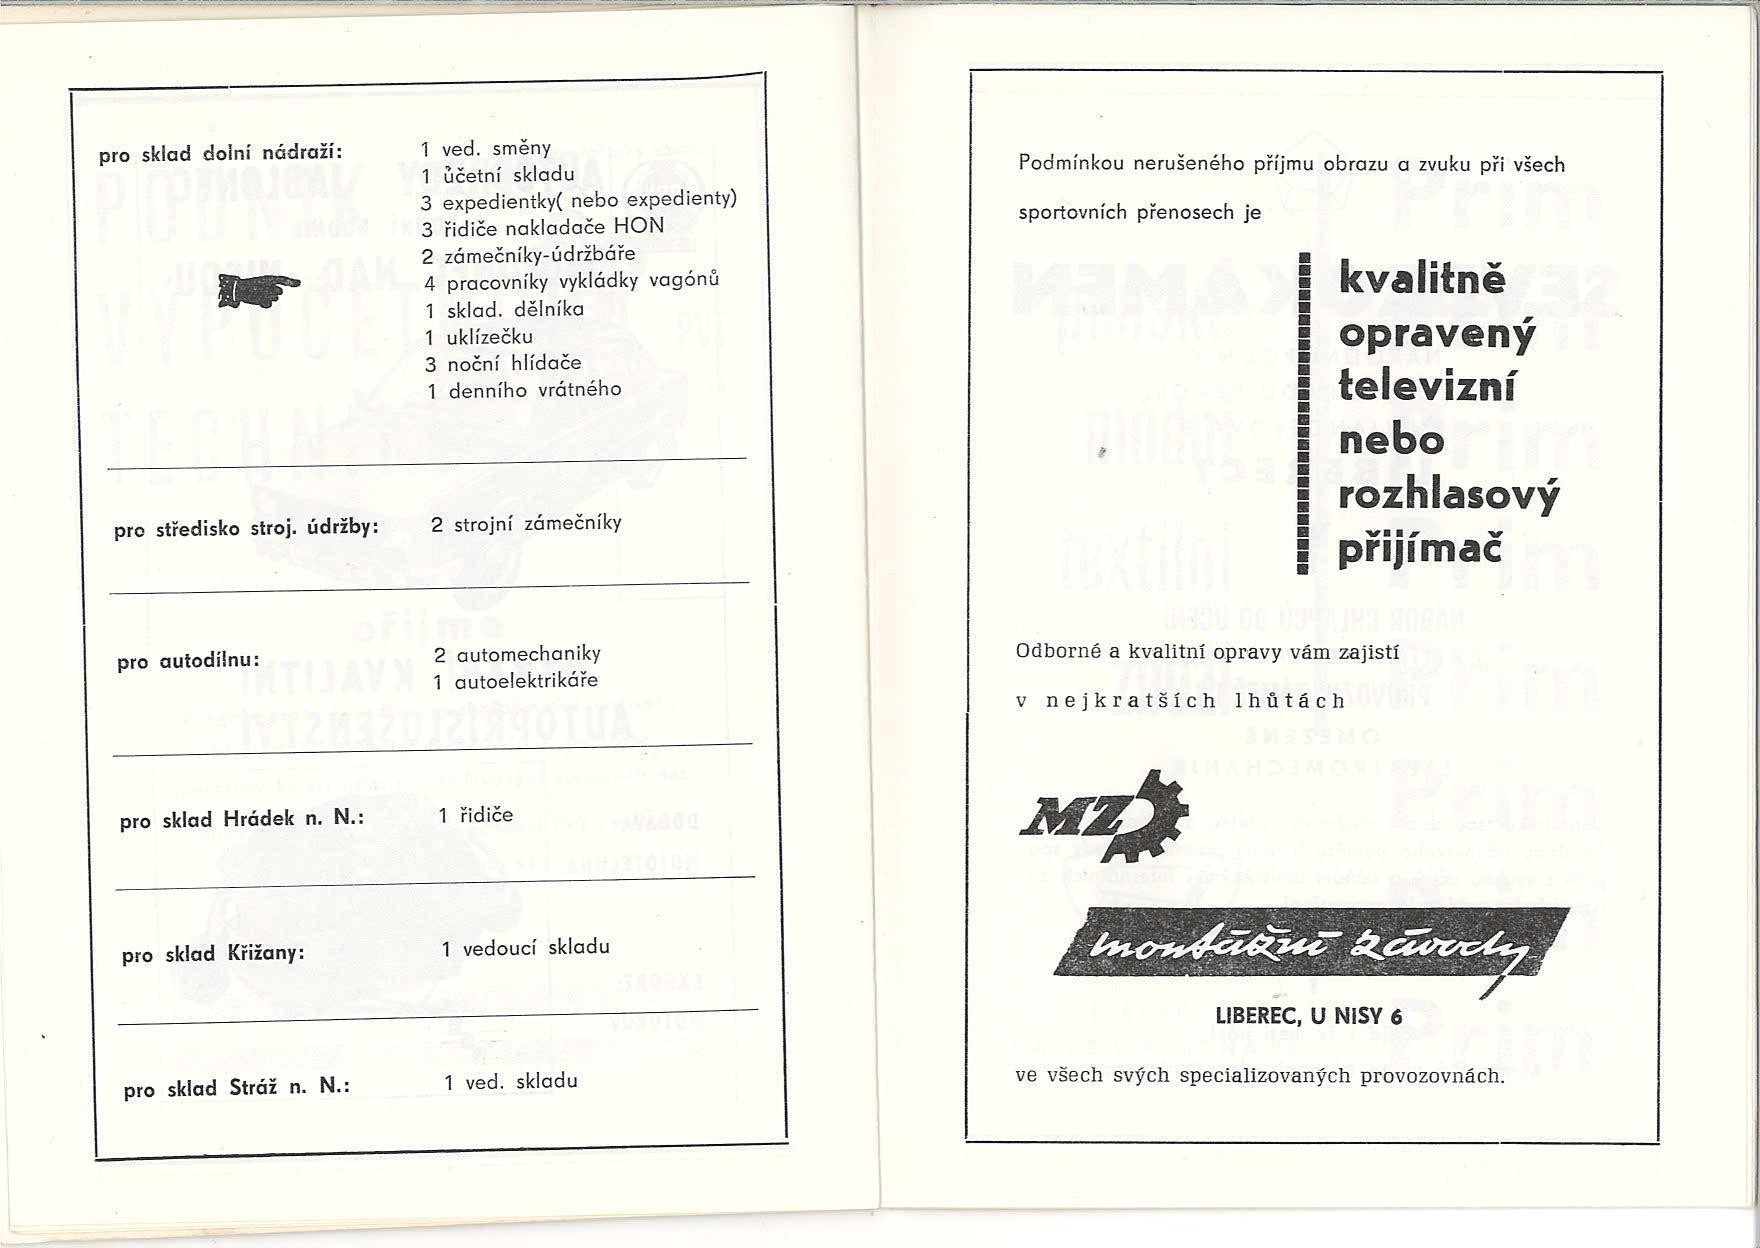 pro sklad dolní nádraží:
1 ved. směny
1 účetní skladu
3 expedientky( nebo expedienty)
3 řidiče nakladače HON
2 zámečníky-údržbáře
4 pracovníky vykládky vagónů
1 sklad. dělníka
1 uklízečku
3 noční hlídače
1 denního vrátného
pro středisko stroj. údržby: 2 strojní zámečníky
pro autodílnu: 2 automechaniky
1 autoelektrikáře
pro sklad Hrádek n. N.: 1 řidiče
pro sklad Křižany: 1 vedoucí skladu
pro sklad Stráž n. N.: 1 ved. skladu
Podmínkou nerušeného příjmu obrazu a zvuku při všech
sportovních přenosech je
kvalitně
opravený
televizní
nebo
rozhlasový
přijímač
Odborné a kvalitní opravy vám zajistí
v nejkratších lhůtách
MZ
montážní závody
LIBEREC, U NISY 6
ve všech svých specializovaných provozovnách.